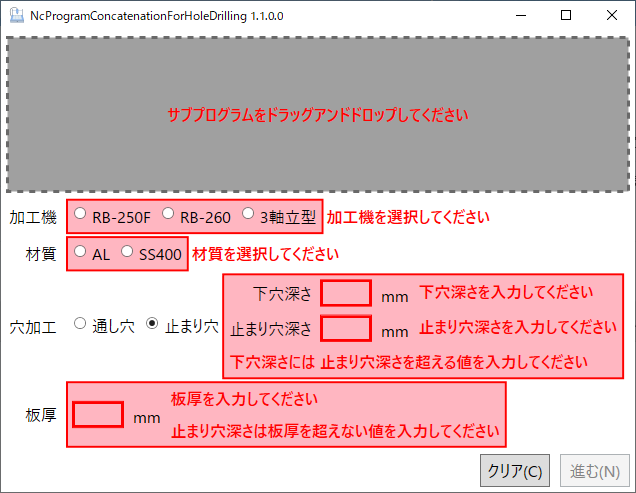 NcProgramConcatenationForHoleDrilling 1.1.0.0
サブプログラムをドラッグアンドドロップしてください
加工機 RB-250F RB-260 3軸立型 加工機を選択してください
材質 AL SS400 材質を選択してください
下穴深さ mm 下穴深さを入力してください
穴加工 通し穴 止まり穴 止まり穴深さ mm 止まり穴深さを入力してください
下穴深さには 止まり穴深さを超える値を入力してください
板厚を入力してください
板厚 mm
止まり穴深さは板厚を超えない値を入力してください
クリア(C) 進む(N)